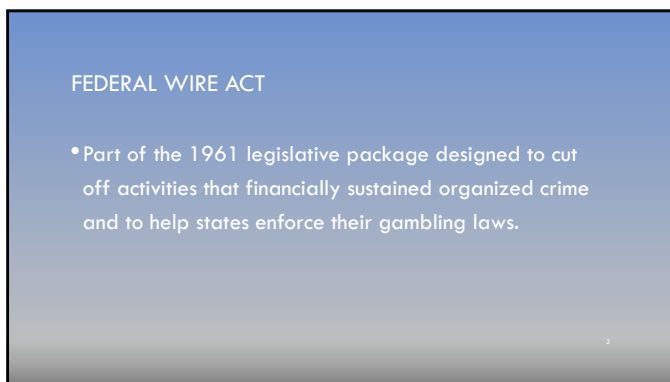 FEDERAL WIRE ACT
•Part of the 1961 legislative package designed to cut
off activities that financially sustained organized crime
and to help states enforce their gambling laws.
2